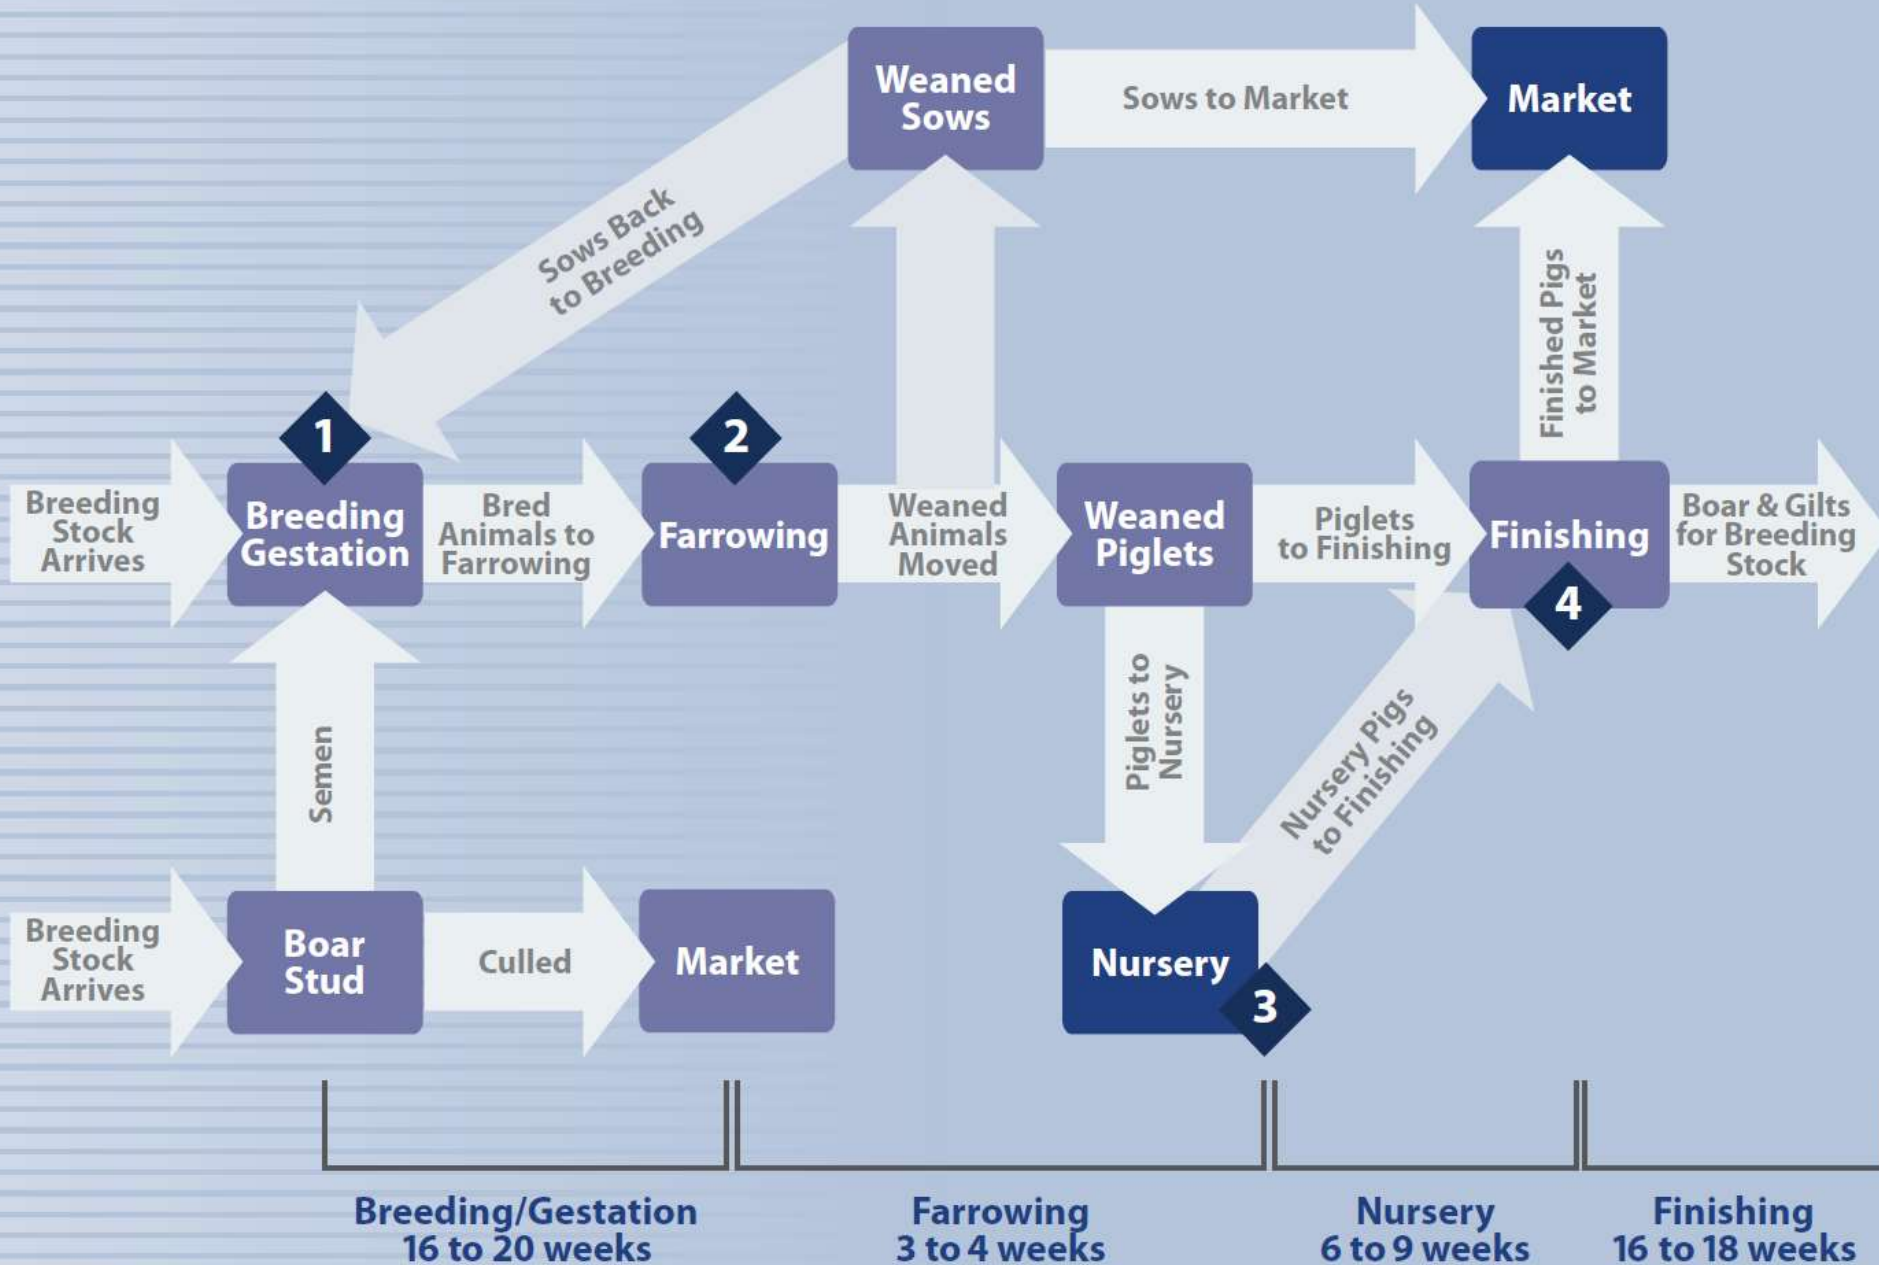 Weaned
Sows
Sows to Market
Market
Sows Back
to Breeding
Finished Pigs
to Market
1
2
Breeding
Stock
Arrives
Breeding
Gestation
Bred
Animals to
Farrowing
Farrowing
Weaned
Animals
Moved
Weaned
Piglets
Piglets
to Finishing
Finishing
4
Boar & Gilts
for Breeding
Stock
Semen
Piglets to
Nursery
Nursery Pigs
to Finishing
Breeding
Stock
Arrives
Boar
Stud
Culled
Market
Nursery
3
Breeding/Gestation
16 to 20 weeks
Farrowing
3 to 4 weeks
Nursery
6 to 9 weeks
Finishing
16 to 18 weeks